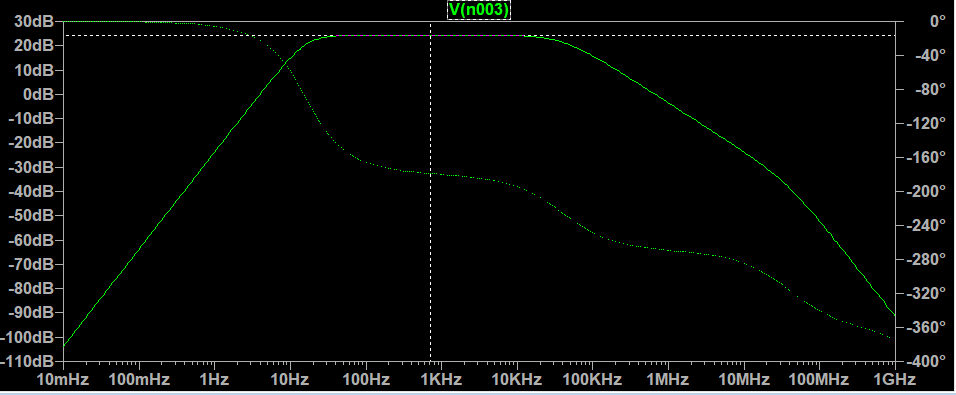 V(n003)
30dB 0°
20dB -40°
10dB -80°
0dB -120°
-10dB -160°
-20dB -200°
-30dB -240°
-40dB -280°
-50dB -320°
-60dB -360°
-70dB -400°
-80dB
-90dB
-100dB
-110dB
10mHz 100mHz 1Hz 10Hz 100Hz 1KHz 10KHz 100KHz 1MHz 10MHz 100MHz 1GHz